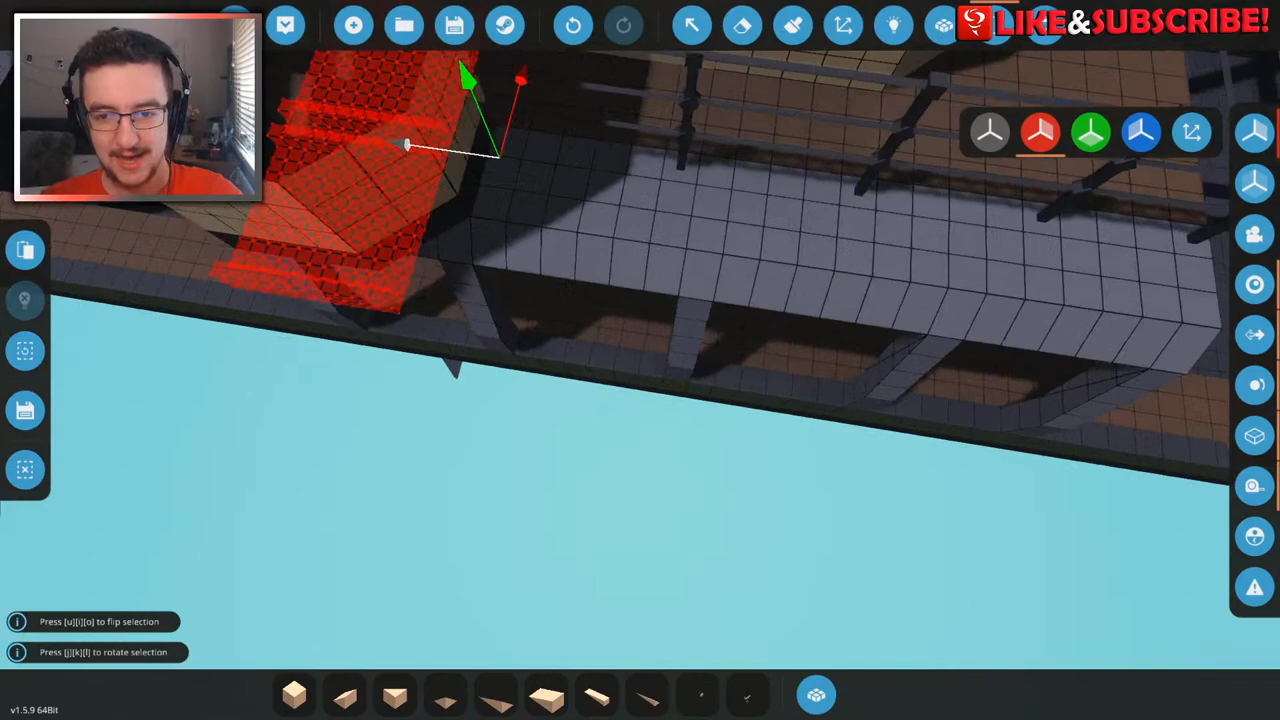 LIKE&SUBSCRIBE!
Press [u][i][o] to flip selection
Press [j][k][l] to rotate selection
v1.5.9 64Bit